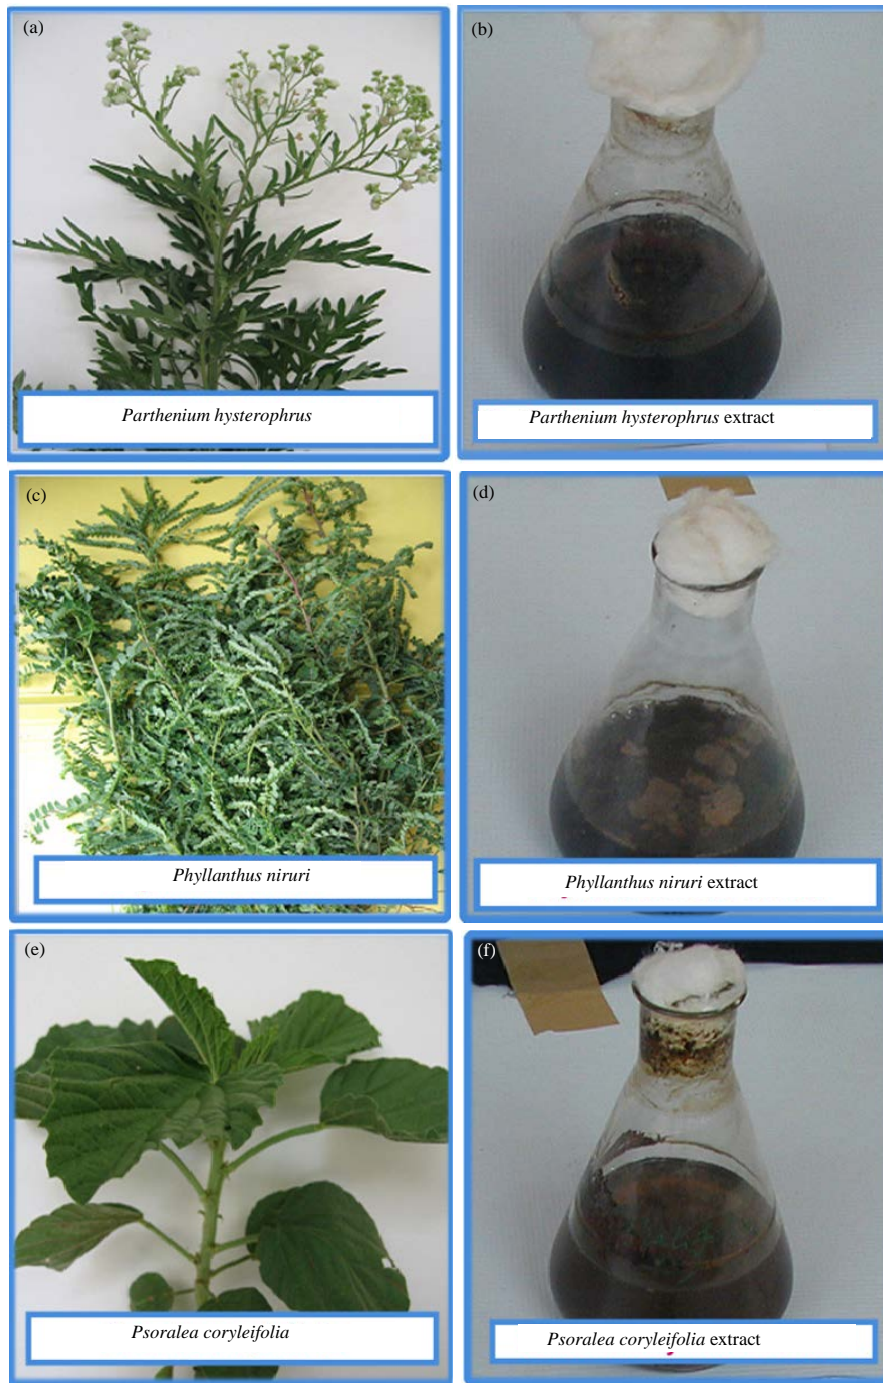 (a)
Parthenium hysterophrus
(b)
Parthenium hysterophrus extract
(c)
Phyllanthus niruri
(d)
Phyllanthus niruri extract
(e)
Psoralea coryleifolia
(f)
Psoralea coryleifolia extract